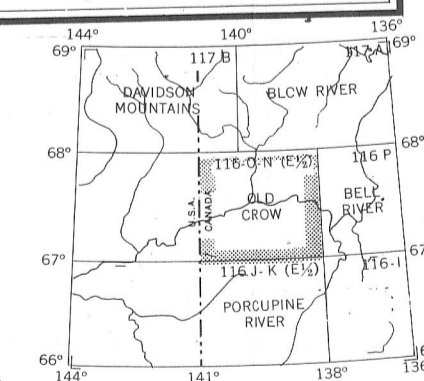 144° 140° 136°
69° 117 B 117-A 69°
DAVIDSON MOUNTAINS
BLOW RIVER
68° 116-O-N (E½) 116 P 68°
U.S.A.
CANADA
OLD CROW
BELL RIVER
67° 116 J-K (E½) 116-I 67°
PORCUPINE RIVER
66°
144° 141° 138°